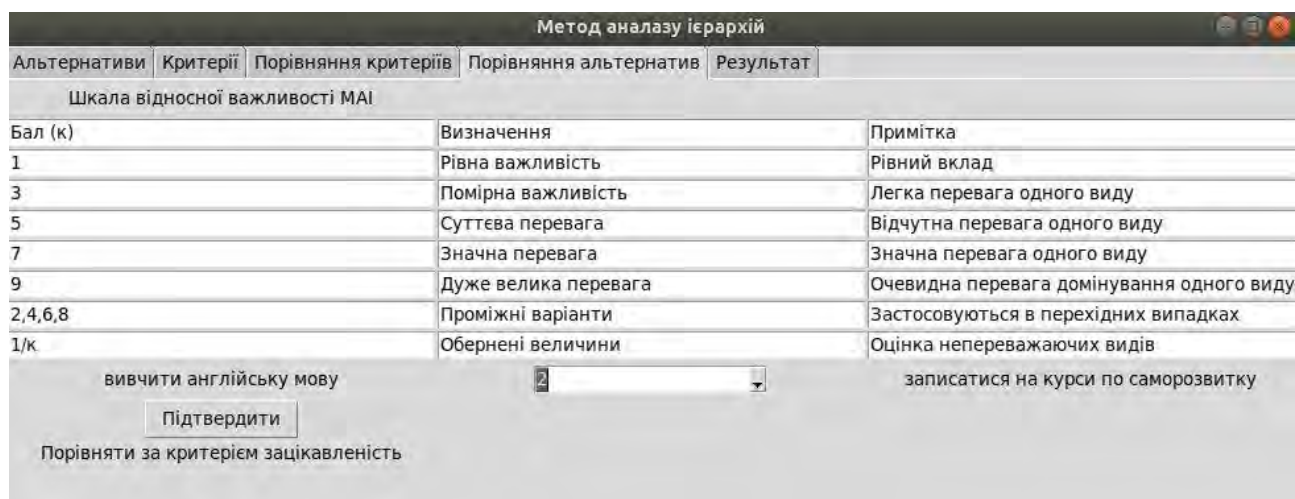 Метод аналазу ієрархій
Альтернативи Критерії Порівняння критеріїв Порівняння альтернатив Результат
Шкала відносної важливості МАІ
Бал (к) Визначення Примітка
1 Рівна важливість Рівний вклад
3 Помірна важливість Легка перевага одного виду
5 Суттєва перевага Відчутна перевага одного виду
7 Значна перевага Значна перевага одного виду
9 Дуже велика перевага Очевидна перевага домінування одного виду
2,4,6,8 Проміжні варіанти Застосовуються в перехідних випадках
1/к Обернені величини Оцінка непереважаючих видів
вивчити англійську мову 2 записатися на курси по саморозвитку
Підтвердити
Порівняти за критерієм зацікавленість